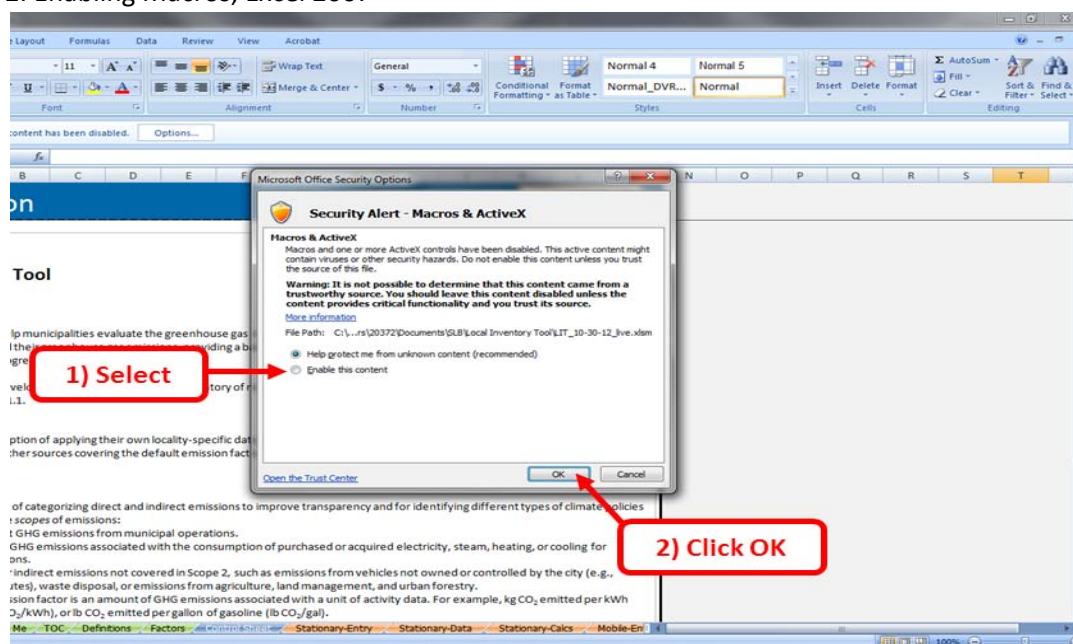 2. Enabling Macros, Excel 2007
Layout Formulas Data Review View Acrobat
11 A A Wrap Text General Normal 4 Normal 5 Σ AutoSum
Conditional Format Insert Delete Format Fill Sort & Find &
U A Merge & Center $ % , Formatting as Table Normal_DVR... Normal Clear Filter Select
Font Alignment Number Styles Cells Editing
content has been disabled. Options...
fx
B C D E F N O P Q R S T
on
Tool
Microsoft Office Security Options
Security Alert - Macros & ActiveX
Macros & ActiveX
Macros and one or more ActiveX controls have been disabled. This active content might
contain viruses or other security hazards. Do not enable this content unless you trust
the source of this file.
Warning: It is not possible to determine that this content came from a
trustworthy source. You should leave this content disabled unless the
content provides critical functionality and you trust its source.
More information
File Path: C:\...rs\20372\Documents\SLB\Local Inventory Tool\LIT_10-30-12_live.xlsm
Help protect me from unknown content (recommended)
Enable this content
Open the Trust Center
OK Cancel
1) Select
2) Click OK
lp municipalities evaluate the greenhouse gas
viding a b
tory of
1.1.
ption of applying their own locality-specific dat
her sources covering the default emission fact
of categorizing direct and indirect emissions to improve transparency and for identifying different types of climate policies
scopes of emissions:
t GHG emissions from municipal operations.
GHG emissions associated with the consumption of purchased or acquired electricity, steam, heating, or cooling for
ons.
indirect emissions not covered in Scope 2, such as emissions from vehicles not owned or controlled by the city (e.g.,
utes), waste disposal, or emissions from agriculture, land management, and urban forestry.
ssion factor is an amount of GHG emissions associated with a unit of activity data. For example, kg CO₂ emitted per kWh
O₂/kWh), or lb CO₂ emitted per gallon of gasoline (lb CO₂/gal).
Me TOC Definitions Factors Control Sheet Stationary-Entry Stationary-Data Stationary-Calcs Mobile-En
100%